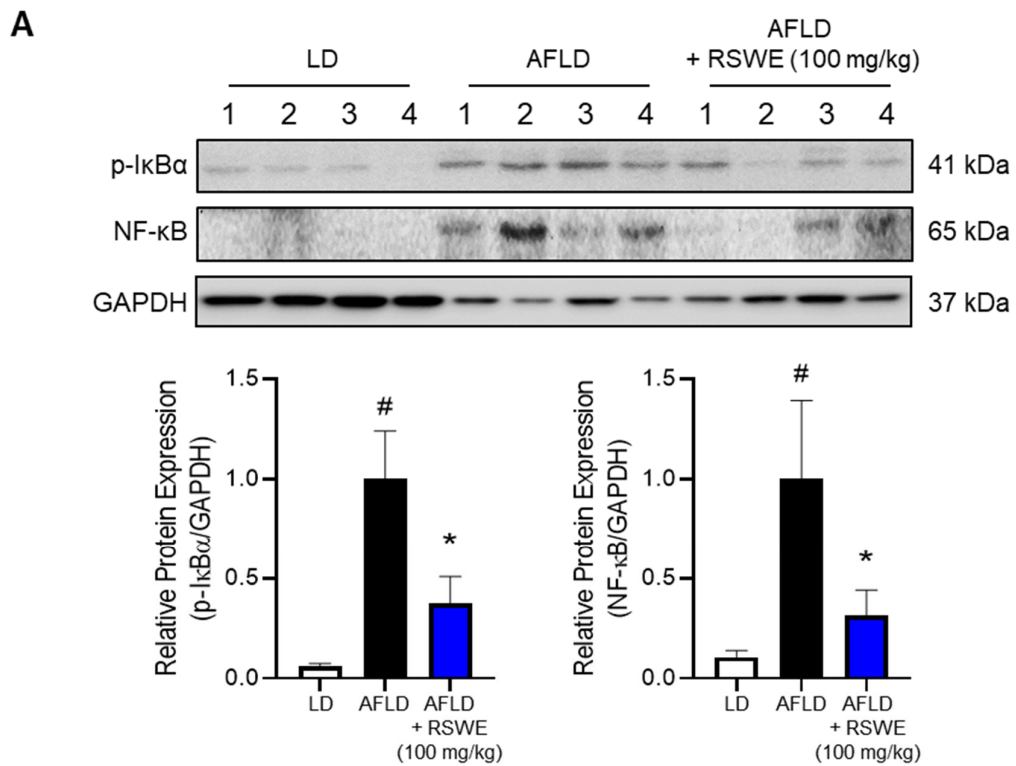 A
LD
AFLD
AFLD
+ RSWE (100 mg/kg)
1 2 3 4 1 2 3 4 1 2 3 4
p-IκBα
41 kDa
NF-κB
65 kDa
GAPDH
37 kDa
Relative Protein Expression
(p-IκBα/GAPDH)
1.5
1.0
0.5
0.0
#
*
LD
AFLD
AFLD
+ RSWE
(100 mg/kg)
Relative Protein Expression
(NF-κB/GAPDH)
1.5
1.0
0.5
0.0
#
*
LD
AFLD
AFLD
+ RSWE
(100 mg/kg)